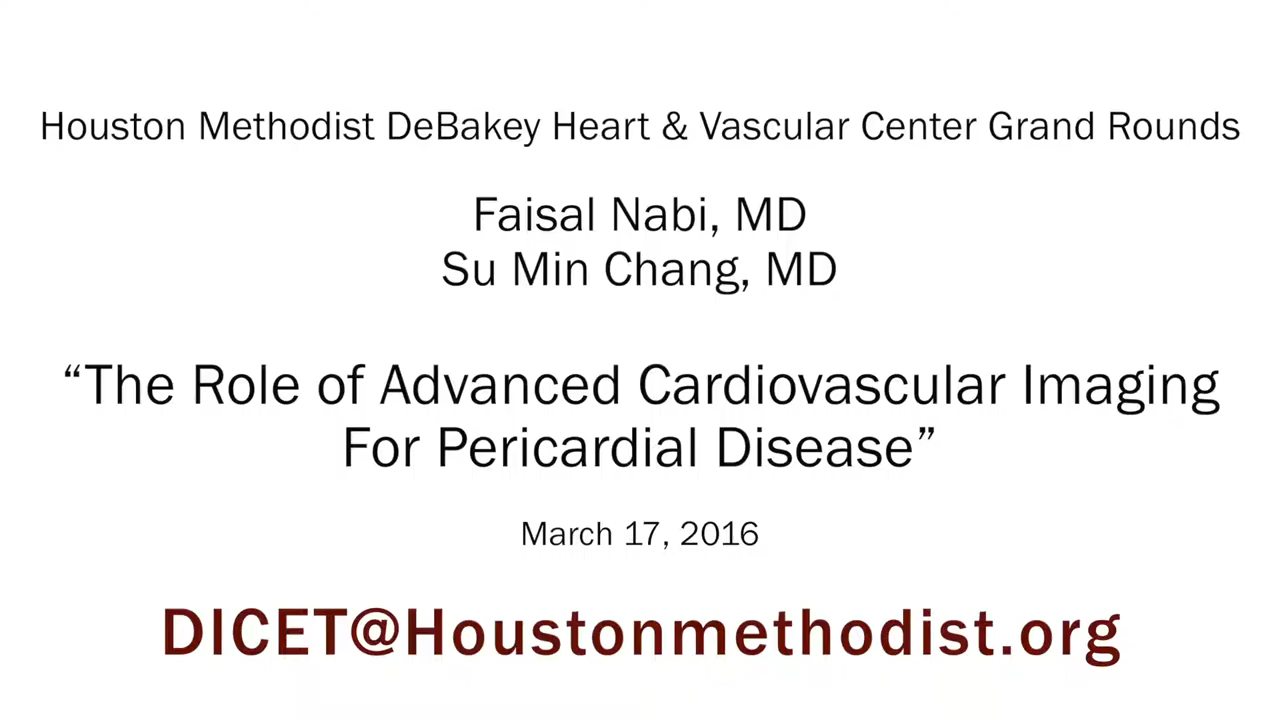 Houston Methodist DeBakey Heart & Vascular Center Grand Rounds
Faisal Nabi, MD
Su Min Chang, MD
“The Role of Advanced Cardiovascular Imaging
For Pericardial Disease”
March 17, 2016
DICET@Houstonmethodist.org